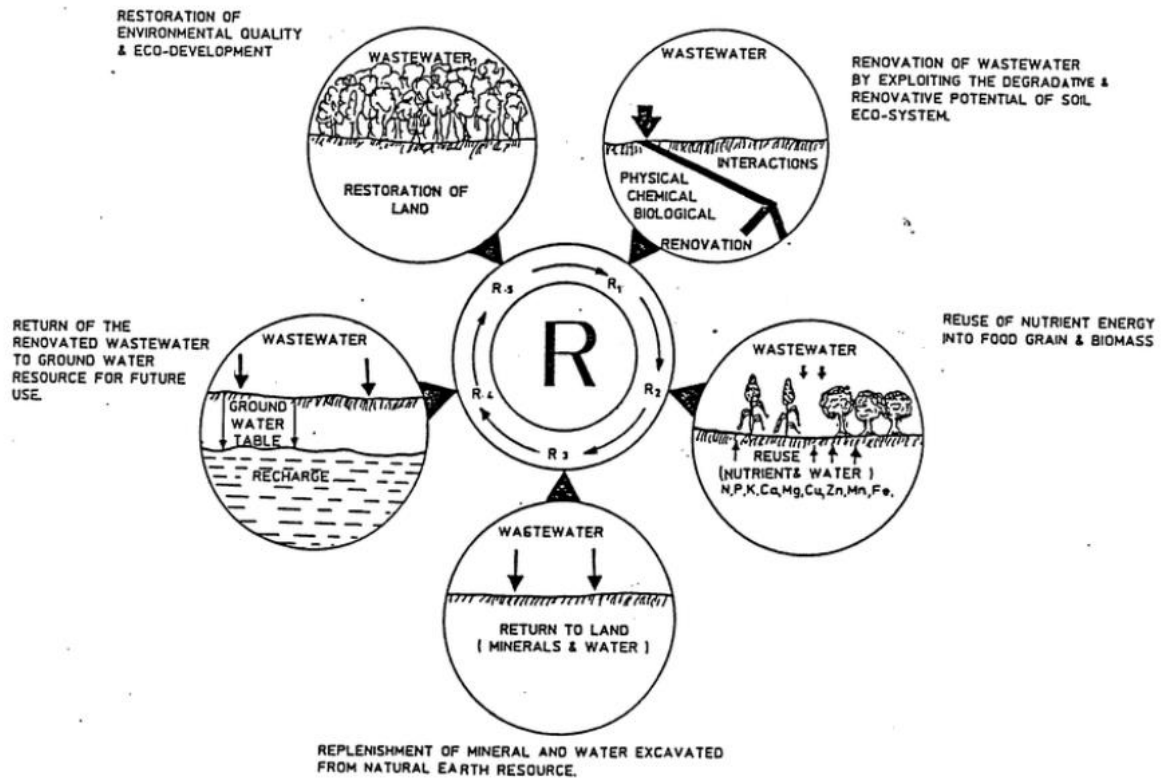 RESTORATION OF
ENVIRONMENTAL QUALITY
& ECO-DEVELOPMENT
WASTEWATER
RESTORATION OF
LAND
WASTEWATER
INTERACTIONS
PHYSICAL
CHEMICAL
BIOLOGICAL
RENOVATION
RENOVATION OF WASTEWATER
BY EXPLOITING THE DEGRADATIVE &
RENOVATIVE POTENTIAL OF SOIL
ECO-SYSTEM.
R
R1
R2
R3
R.4
R.5
RETURN OF THE
RENOVATED WASTEWATER
TO GROUND WATER
RESOURCE FOR FUTURE
USE.
WASTEWATER
GROUND
WATER
TABLE
RECHARGE
REUSE OF NUTRIENT ENERGY
INTO FOOD GRAIN & BIOMASS
WASTEWATER
REUSE
(NUTRIENT & WATER)
N,P,K,Ca,Mg,Cu,Zn,Mn,Fe.
WASTEWATER
RETURN TO LAND
( MINERALS & WATER )
REPLENISHMENT OF MINERAL AND WATER EXCAVATED
FROM NATURAL EARTH RESOURCE.